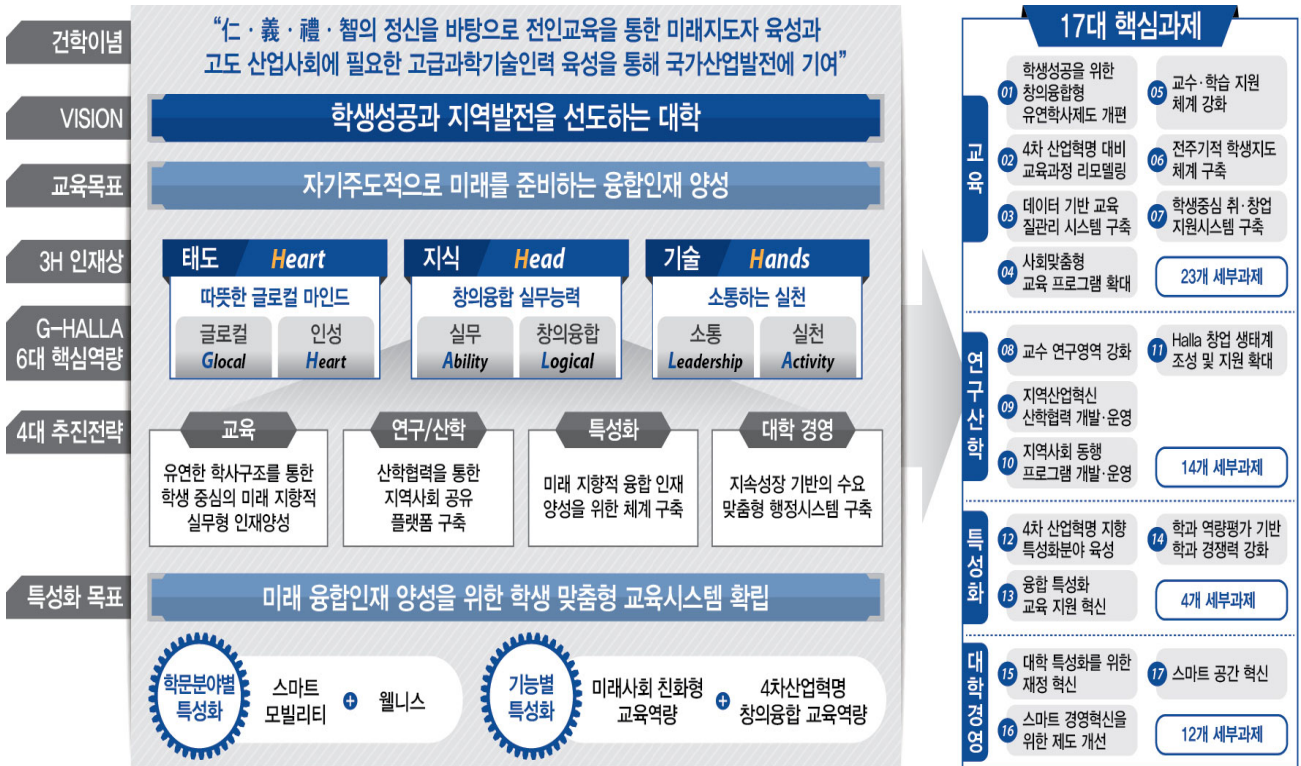 건학이념
“仁 · 義 · 禮 · 智의 정신을 바탕으로 전인교육을 통한 미래지도자 육성과
고도 산업사회에 필요한 고급과학기술인력 육성을 통해 국가산업발전에 기여”
VISION
학생성공과 지역발전을 선도하는 대학
교육목표
자기주도적으로 미래를 준비하는 융합인재 양성
3H 인재상
태도 Heart
따뜻한 글로컬 마인드
지식 Head
창의융합 실무능력
기술 Hands
소통하는 실천
G-HALLA
6대 핵심역량
글로컬
Glocal
인성
Heart
실무
Ability
창의융합
Logical
소통
Leadership
실천
Activity
4대 추진전략
교육
유연한 학사구조를 통한
학생 중심의 미래 지향적
실무형 인재양성
연구/산학
산학협력을 통한
지역사회 공유
플랫폼 구축
특성화
미래 지향적 융합 인재
양성을 위한 체계 구축
대학 경영
지속성장 기반의 수요
맞춤형 행정시스템 구축
특성화 목표
미래 융합인재 양성을 위한 학생 맞춤형 교육시스템 확립
학문분야별
특성화
스마트
모빌리티
+
웰니스
기능별
특성화
미래사회 친화형
교육역량
+
4차산업혁명
창의융합 교육역량
17대 핵심과제
교육
01 학생성공을 위한
창의융합형
유연학사제도 개편
02 4차 산업혁명 대비
교육과정 리모델링
03 데이터 기반 교육
질관리 시스템 구축
04 사회맞춤형
교육 프로그램 확대
05 교수·학습 지원
체계 강화
06 전주기적 학생지도
체계 구축
07 학생중심 취·창업
지원시스템 구축
23개 세부과제
연구산학
08 교수 연구영역 강화
09 지역산업혁신
산학협력 개발·운영
10 지역사회 동행
프로그램 개발·운영
11 Halla 창업 생태계
조성 및 지원 확대
14개 세부과제
특성화
12 4차 산업혁명 지향
특성화분야 육성
13 융합 특성화
교육 지원 혁신
14 학과 역량평가 기반
학과 경쟁력 강화
4개 세부과제
대학경영
15 대학 특성화를 위한
재정 혁신
16 스마트 경영혁신을
위한 제도 개선
17 스마트 공간 혁신
12개 세부과제